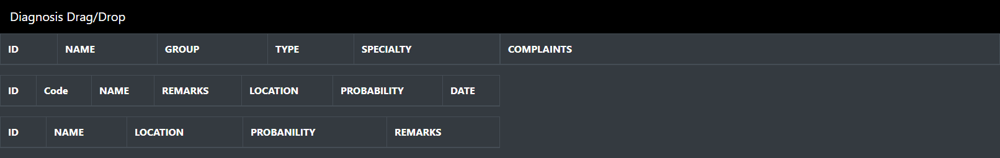 Diagnosis Drag/Drop
ID NAME GROUP TYPE SPECIALTY COMPLAINTS
ID Code NAME REMARKS LOCATION PROBABILITY DATE
ID NAME LOCATION PROBANILITY REMARKS